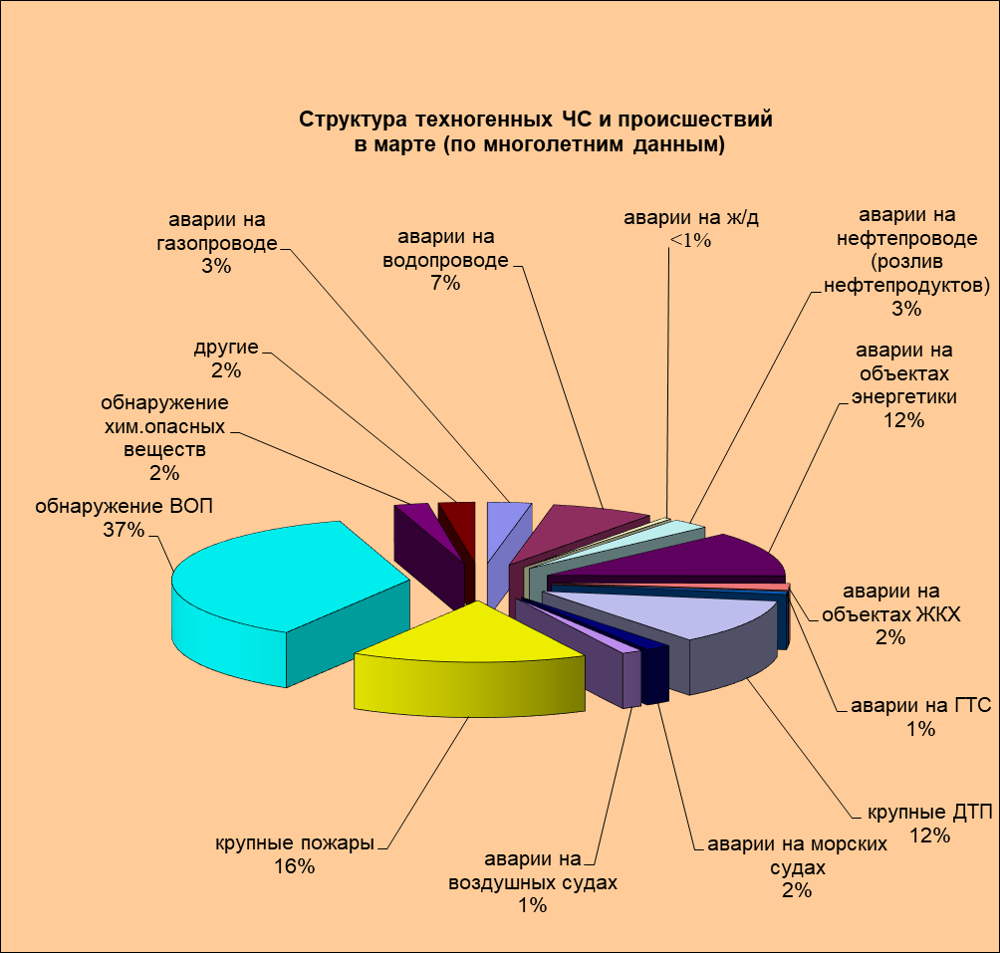 Структура техногенных ЧС и происшествий
в марте (по многолетним данным)
аварии на
газопроводе
3%
аварии на
водопроводе
7%
аварии на ж/д
<1%
аварии на
нефтепроводе
(розлив
нефтепродуктов)
3%
аварии на
объектах
энергетики
12%
другие
2%
обнаружение
хим.опасных
веществ
2%
обнаружение ВОП
37%
аварии на
объектах ЖКХ
2%
аварии на ГТС
1%
крупные ДТП
12%
аварии на морских
судах
2%
аварии на
воздушных судах
1%
крупные пожары
16%